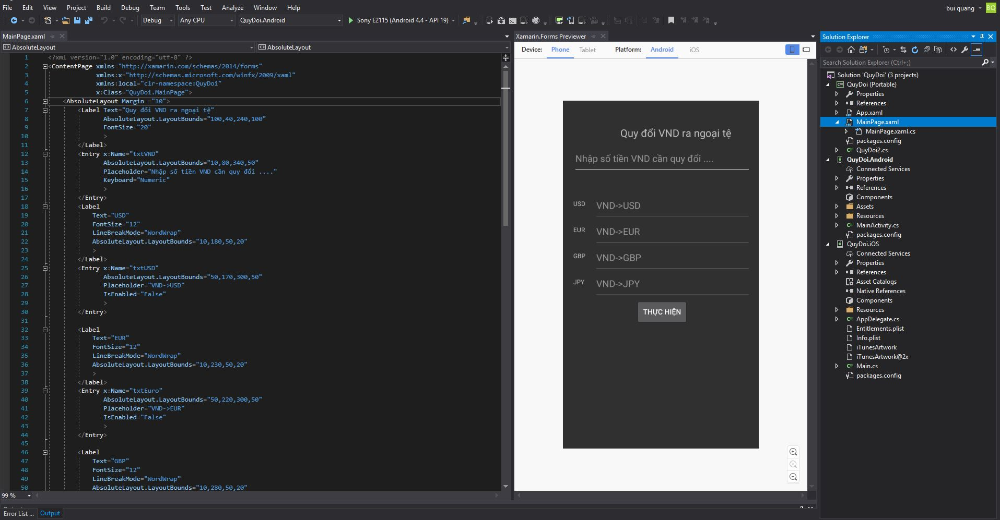 File Edit View Project Build Debug Team Tools Test Analyze Window Help
bui quang BQ
Debug Any CPU QuyDoi.Android Sony E2115 (Android 4.4 - API 19)
MainPage.xaml
AbsoluteLayout AbsoluteLayout
1 <?xml version="1.0" encoding="utf-8" ?>
2 <ContentPage xmlns="http://xamarin.com/schemas/2014/forms"
3 xmlns:x="http://schemas.microsoft.com/winfx/2009/xaml"
4 xmlns:local="clr-namespace:QuyDoi"
5 x:Class="QuyDoi.MainPage">
6 <AbsoluteLayout Margin ="10">
7 <Label Text="Quy đổi VND ra ngoại tệ"
8 AbsoluteLayout.LayoutBounds="100,40,240,100"
9 FontSize="20"
10 >
11 </Label>
12 <Entry x:Name="txtVND"
13 AbsoluteLayout.LayoutBounds="10,80,340,50"
14 Placeholder="Nhập số tiền VND cần quy đổi ...."
15 Keyboard="Numeric"
16 >
17 </Entry>
18 <Label
19 Text="USD"
20 FontSize="12"
21 LineBreakMode="WordWrap"
22 AbsoluteLayout.LayoutBounds="10,180,50,20"
23 >
24 </Label>
25 <Entry x:Name="txtUSD"
26 AbsoluteLayout.LayoutBounds="50,170,300,50"
27 Placeholder="VND->USD"
28 IsEnabled="False"
29 >
30 </Entry>
31
32 <Label
33 Text="EUR"
34 FontSize="12"
35 LineBreakMode="WordWrap"
36 AbsoluteLayout.LayoutBounds="10,230,50,20"
37 >
38 </Label>
39 <Entry x:Name="txtEuro"
40 AbsoluteLayout.LayoutBounds="50,220,300,50"
41 Placeholder="VND->EUR"
42 IsEnabled="False"
43 >
44 </Entry>
45
46 <Label
47 Text="GBP"
48 FontSize="12"
49 LineBreakMode="WordWrap"
50 AbsoluteLayout.LayoutBounds="10,280,50,20"
99 %
Error List ... Output
Xamarin.Forms Previewer
Device: Phone Tablet Platform: Android iOS
Quy đổi VND ra ngoại tệ
Nhập số tiền VND cần quy đổi ....
USD VND->USD
EUR VND->EUR
GBP VND->GBP
JPY VND->JPY
THỰC HIỆN
Solution Explorer
Search Solution Explorer (Ctrl+;)
Solution 'QuyDoi' (3 projects)
QuyDoi (Portable)
Properties
References
App.xaml
MainPage.xaml
MainPage.xaml.cs
packages.config
QuyDoi2.cs
QuyDoi.Android
Connected Services
Properties
References
Components
Assets
Resources
MainActivity.cs
packages.config
QuyDoi.iOS
Connected Services
Properties
References
Asset Catalogs
Native References
Components
Resources
AppDelegate.cs
Entitlements.plist
Info.plist
iTunesArtwork
iTunesArtwork@2x
Main.cs
packages.config